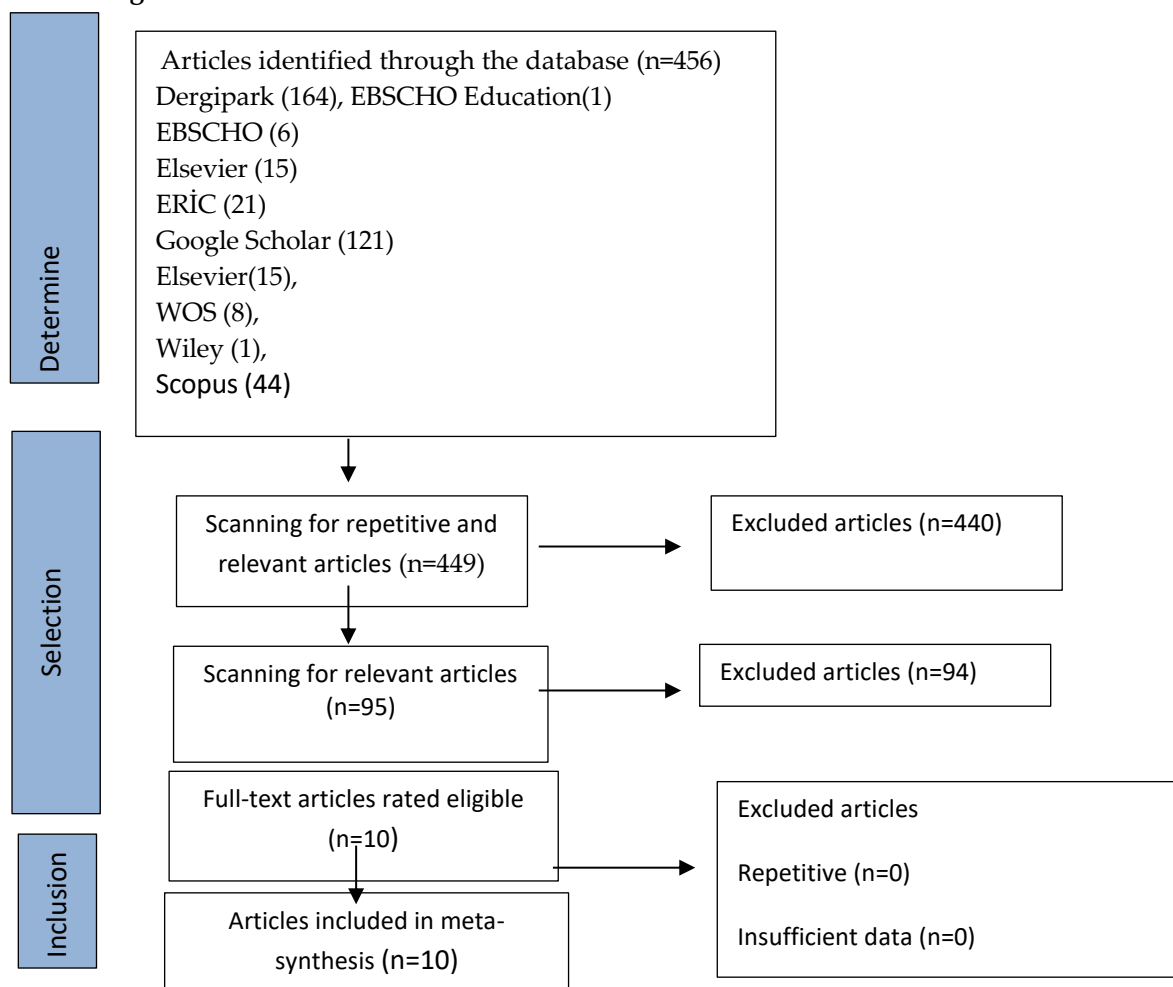 Determine
Articles identified through the database (n=456)
Dergipark (164), EBSCHO Education(1)
EBSCHO (6)
Elsevier (15)
ERİC (21)
Google Scholar (121)
Elsevier(15),
WOS (8),
Wiley (1),
Scopus (44)
Selection
Scanning for repetitive and
relevant articles (n=449)
Excluded articles (n=440)
Scanning for relevant articles
(n=95)
Excluded articles (n=94)
Full-text articles rated eligible
(n=10)
Excluded articles
Repetitive (n=0)
Insufficient data (n=0)
Inclusion
Articles included in meta-
synthesis (n=10)